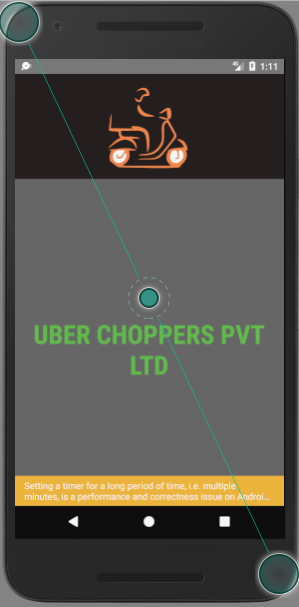 4G 1:11
UBER CHOPPERS PVT
LTD
Setting a timer for a long period of time, i.e. multiple
minutes, is a performance and correctness issue on Androi...